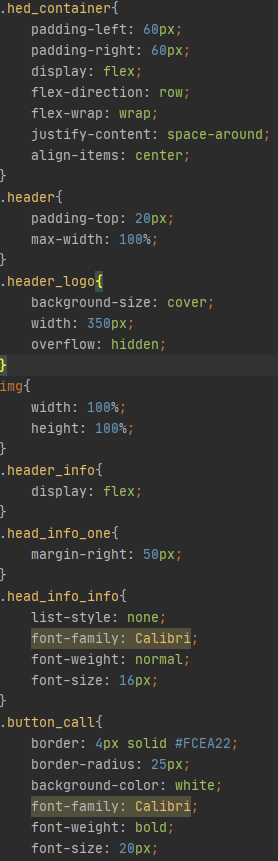 .hed_container{
padding-left: 60px;
padding-right: 60px;
display: flex;
flex-direction: row;
flex-wrap: wrap;
justify-content: space-around;
align-items: center;
}
.header{
padding-top: 20px;
max-width: 100%;
}
.header_logo{
background-size: cover;
width: 350px;
overflow: hidden;
}
img{
width: 100%;
height: 100%;
}
.header_info{
display: flex;
}
.head_info_one{
margin-right: 50px;
}
.head_info_info{
list-style: none;
font-family: Calibri;
font-weight: normal;
font-size: 16px;
}
.button_call{
border: 4px solid #FCEA22;
border-radius: 25px;
background-color: white;
font-family: Calibri;
font-weight: bold;
font-size: 20px;